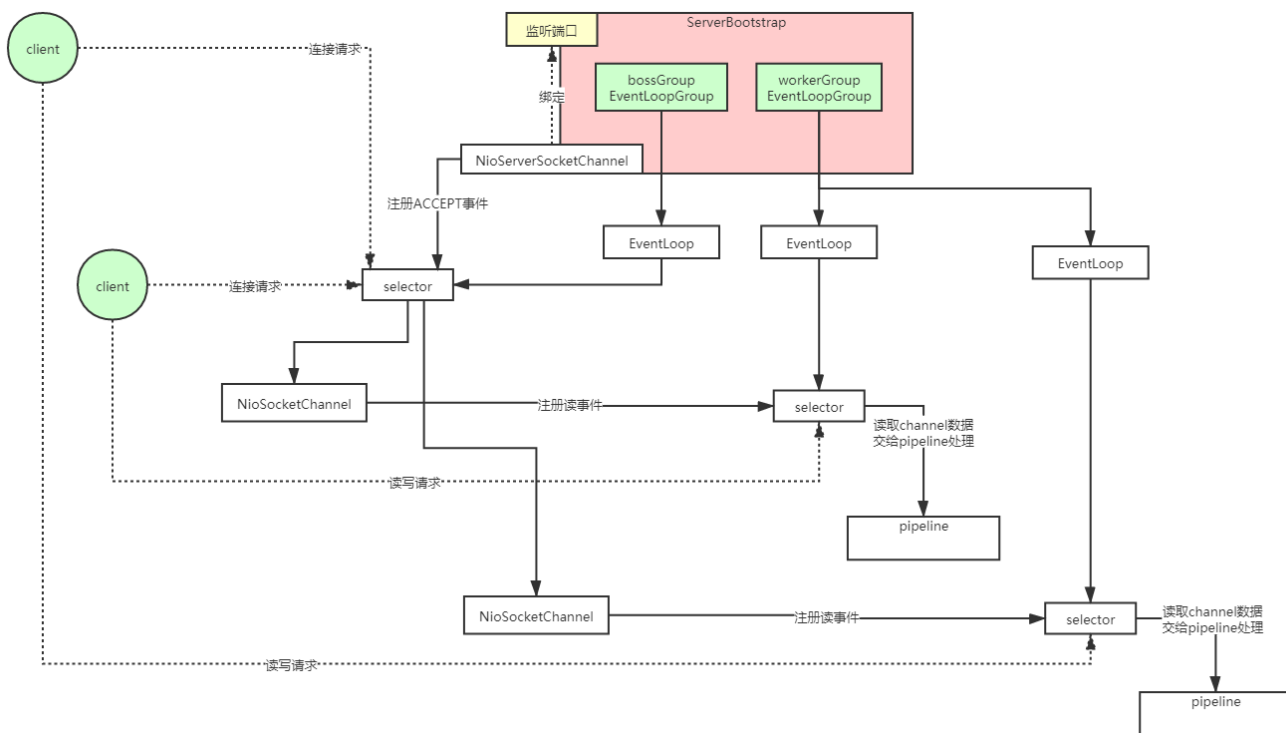 ServerBootstrap
监听端口
client
连接请求
bossGroup
EventLoopGroup
workerGroup
EventLoopGroup
绑定
NioServerSocketChannel
注册ACCEPT事件
EventLoop
EventLoop
EventLoop
client
连接请求
selector
NioSocketChannel
注册读事件
selector
读取channel数据
交给pipeline处理
读写请求
pipeline
NioSocketChannel
注册读事件
selector
读取channel数据
交给pipeline处理
读写请求
pipeline